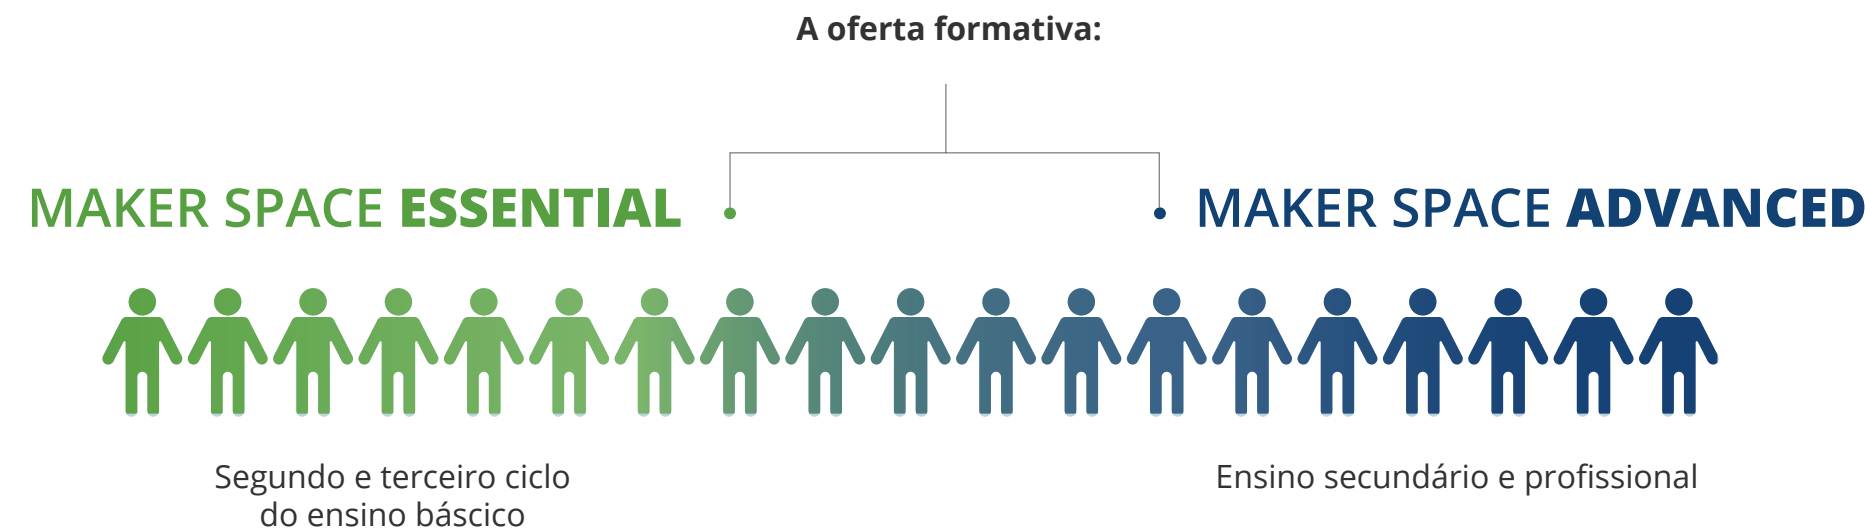 A oferta formativa:
MAKER SPACE ESSENTIAL
MAKER SPACE ADVANCED
Segundo e terceiro ciclo
do ensino báscico
Ensino secundário e profissional